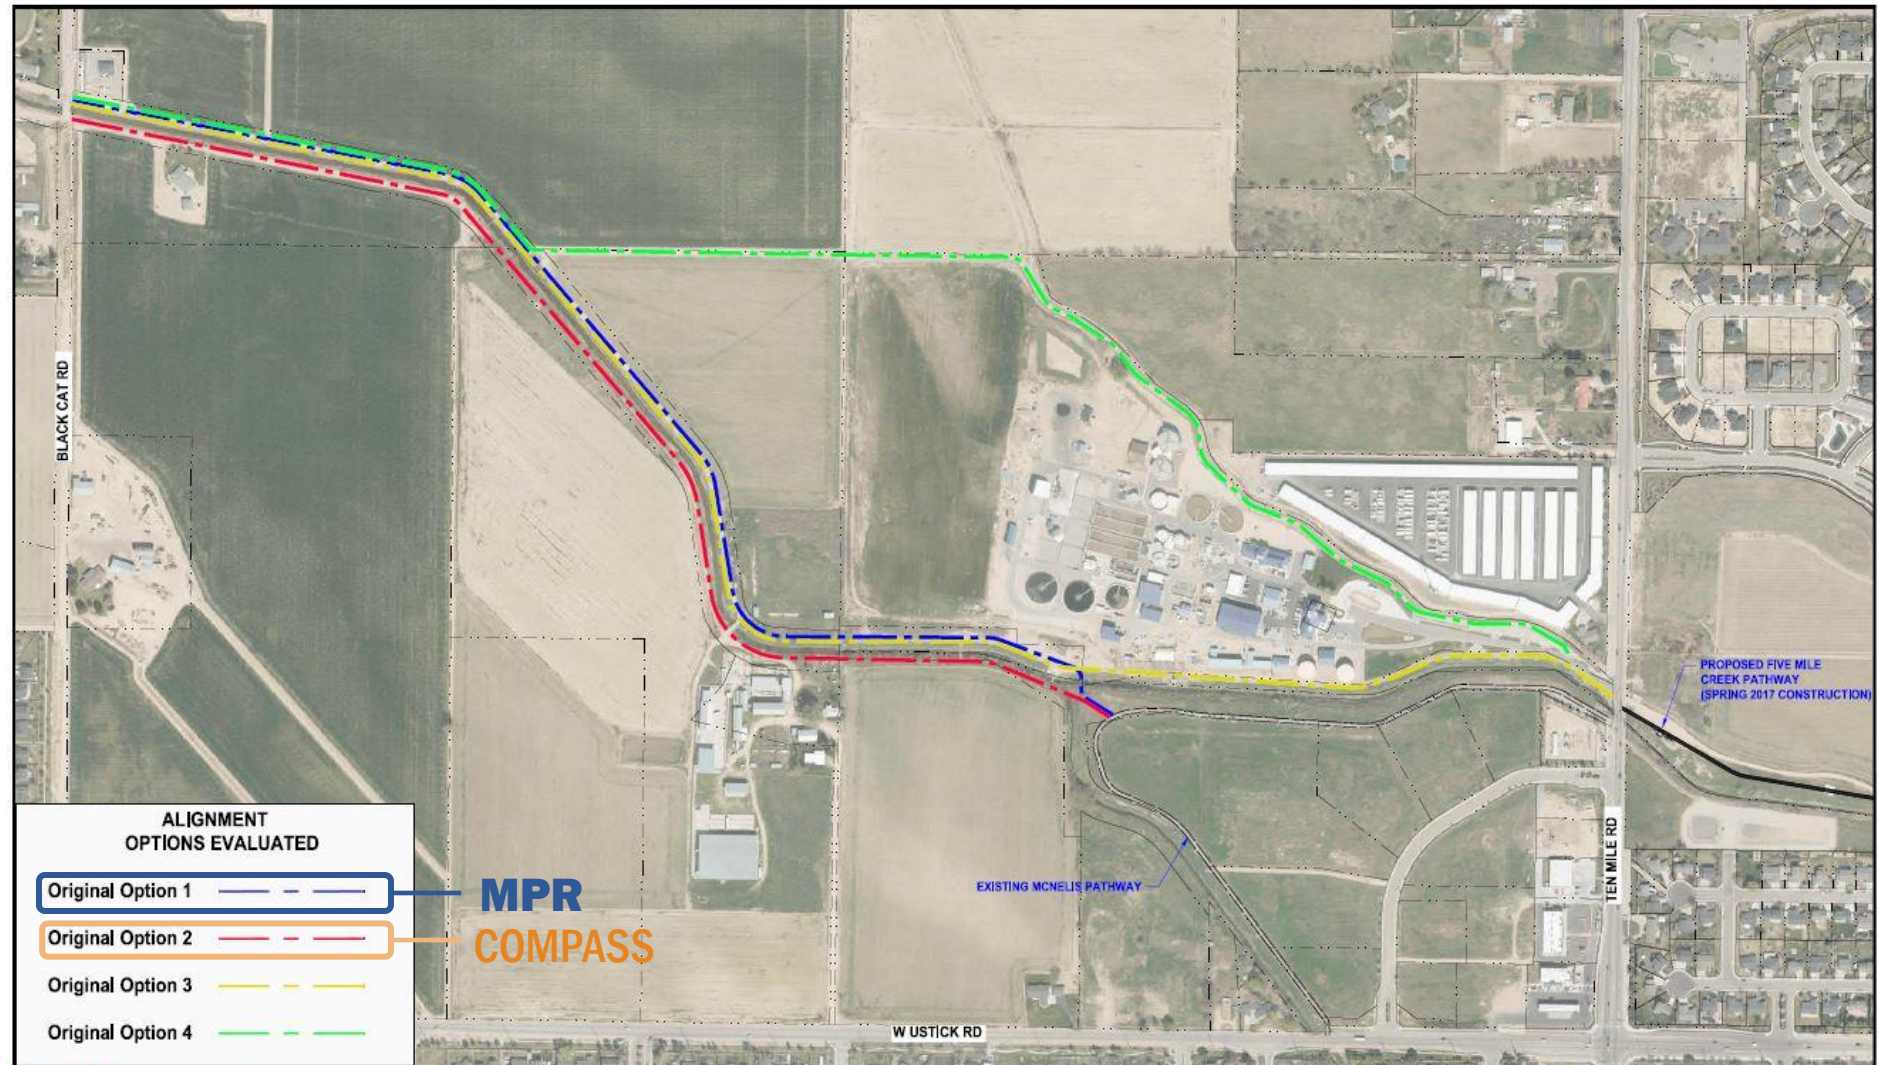 BLACK CAT RD
PROPOSED FIVE MILE
CREEK PATHWAY
(SPRING 2017 CONSTRUCTION)
TEN MILE RD
EXISTING MCNELIS PATHWAY
W USTICK RD
ALIGNMENT
OPTIONS EVALUATED
Original Option 1
MPR
Original Option 2
COMPASS
Original Option 3
Original Option 4